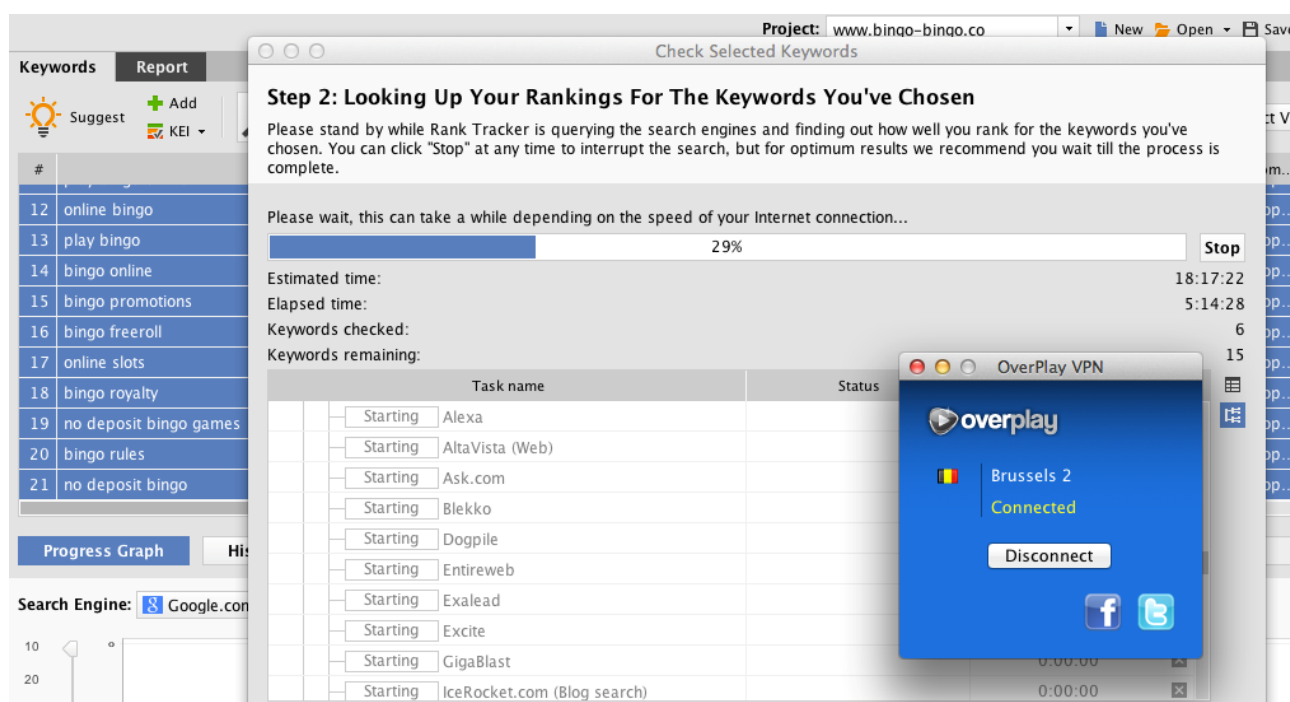 Project: www.bingo-bingo.co New Open Save
Check Selected Keywords
Keywords Report
Suggest Add
KEI
Step 2: Looking Up Your Rankings For The Keywords You've Chosen
Please stand by while Rank Tracker is querying the search engines and finding out how well you rank for the keywords you've
chosen. You can click "Stop" at any time to interrupt the search, but for optimum results we recommend you wait till the process is
complete.
#
12 online bingo
13 play bingo
14 bingo online
15 bingo promotions
16 bingo freeroll
17 online slots
18 bingo royalty
19 no deposit bingo games
20 bingo rules
21 no deposit bingo
Please wait, this can take a while depending on the speed of your Internet connection...
29% Stop
Estimated time: 18:17:22
Elapsed time: 5:14:28
Keywords checked: 6
Keywords remaining: 15
Task name Status
Starting Alexa
Starting AltaVista (Web)
Starting Ask.com
Starting Blekko
Starting Dogpile
Starting Entireweb
Starting Exalead
Starting Excite
Starting GigaBlast 0:00:00
Starting IceRocket.com (Blog search) 0:00:00
OverPlay VPN
overplay
Brussels 2
Connected
Disconnect
Progress Graph His
Search Engine: Google.com
10
20